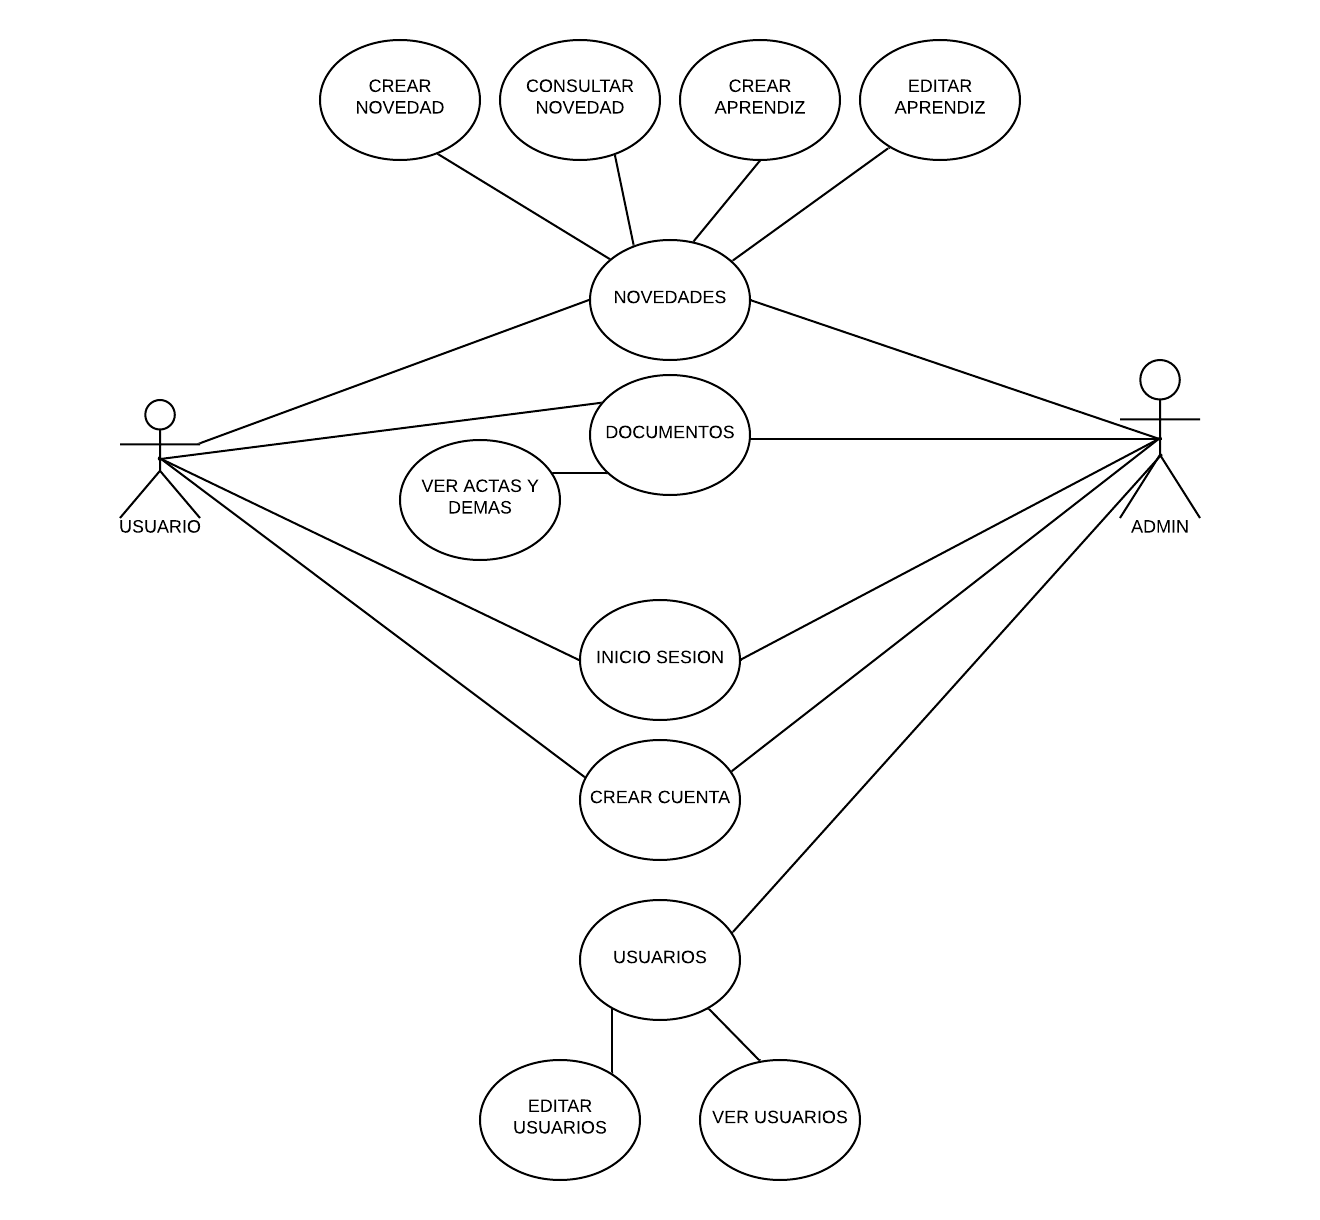 CREAR
NOVEDAD
CONSULTAR
NOVEDAD
CREAR
APRENDIZ
EDITAR
APRENDIZ
NOVEDADES
DOCUMENTOS
VER ACTAS Y
DEMAS
USUARIO
ADMIN
INICIO SESION
CREAR CUENTA
USUARIOS
EDITAR
USUARIOS
VER USUARIOS